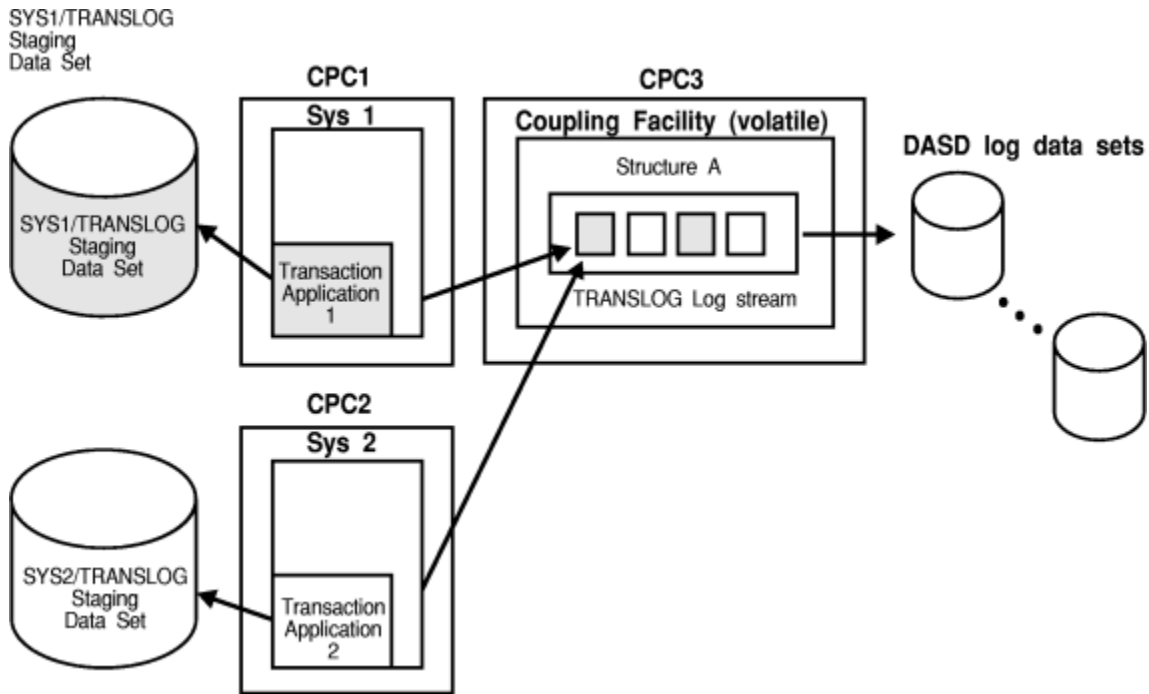 SYS1/TRANSLOG
Staging
Data Set
CPC1
Sys 1
SYS1/TRANSLOG
Staging
Data Set
Transaction
Application
1
CPC3
Coupling Facility (volatile)
Structure A
TRANSLOG Log stream
DASD log data sets
CPC2
Sys 2
SYS2/TRANSLOG
Staging
Data Set
Transaction
Application
2